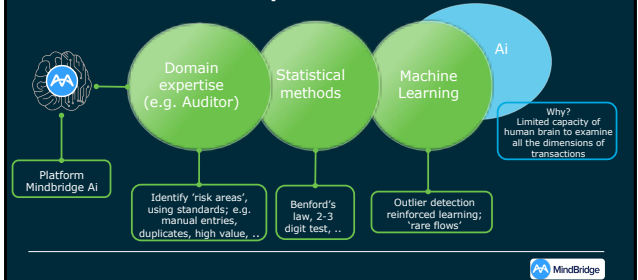 Domain
expertise
(e.g. Auditor)
Statistical
methods
Machine
Learning
Ai
Why?
Limited capacity of
human brain to examine
all the dimensions of
transactions
Platform
Mindbridge Ai
Identify ‘risk areas’,
using standards; e.g.
manual entries,
duplicates, high value, ..
Benford’s
law, 2-3
digit test, ..
Outlier detection
reinforced learning;
‘rare flows’
MindBridge